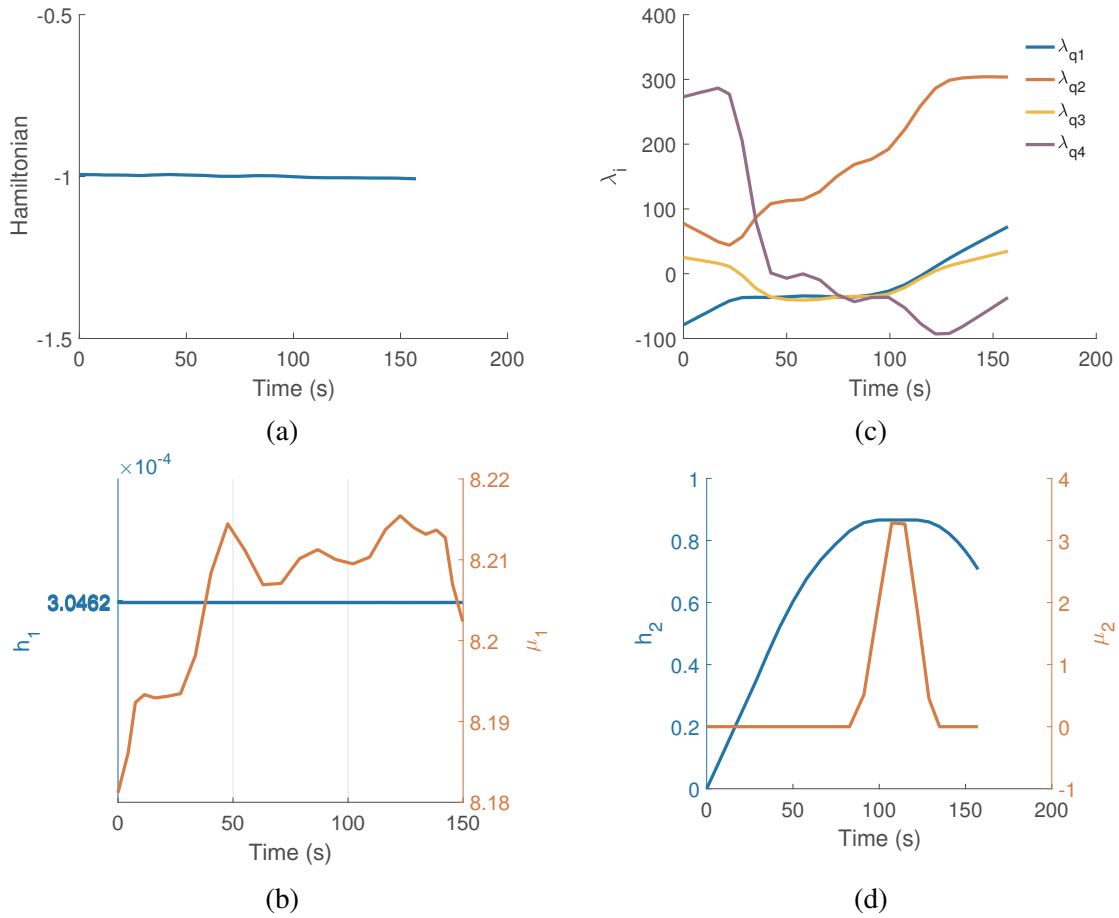 -0.5
-1
-1.5
Hamiltonian
0 50 100 150 200
Time (s)
(a)
400
300
200
100
0
-100
λi
0 50 100 150 200
Time (s)
λq1
λq2
λq3
λq4
(c)
×10-4
3.0462
h1
8.22
8.21
8.2
8.19
8.18
μ1
0 50 100 150
Time (s)
(b)
1
0.8
0.6
0.4
0.2
0
h2
4
3
2
1
0
-1
μ2
0 50 100 150 200
Time (s)
(d)